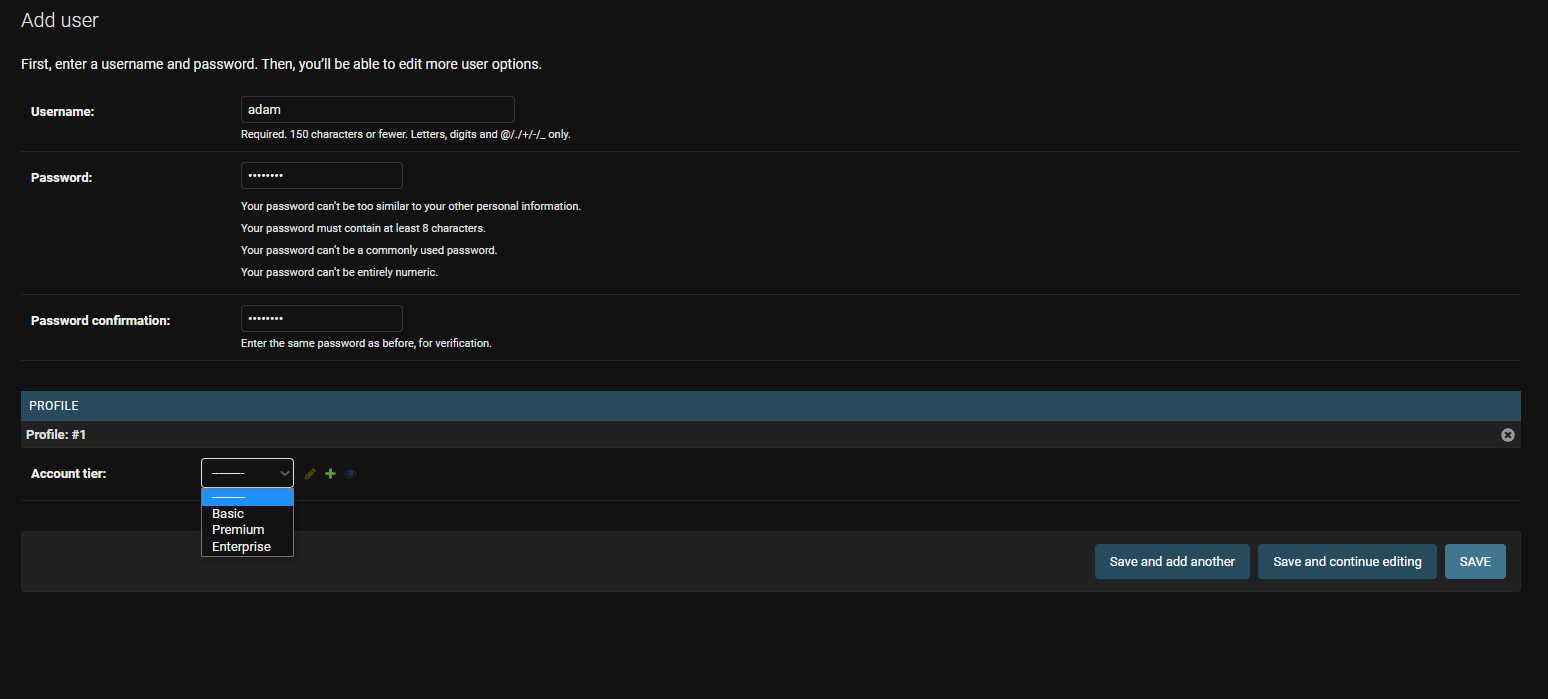 Add user
First, enter a username and password. Then, you’ll be able to edit more user options.
Username:
adam
Required. 150 characters or fewer. Letters, digits and @/./+/-/_ only.
Password:
••••••••
Your password can’t be too similar to your other personal information.
Your password must contain at least 8 characters.
Your password can’t be a commonly used password.
Your password can’t be entirely numeric.
Password confirmation:
••••••••
Enter the same password as before, for verification.
PROFILE
Profile: #1
Account tier:
---------
---------
Basic
Premium
Enterprise
Save and add another
Save and continue editing
SAVE